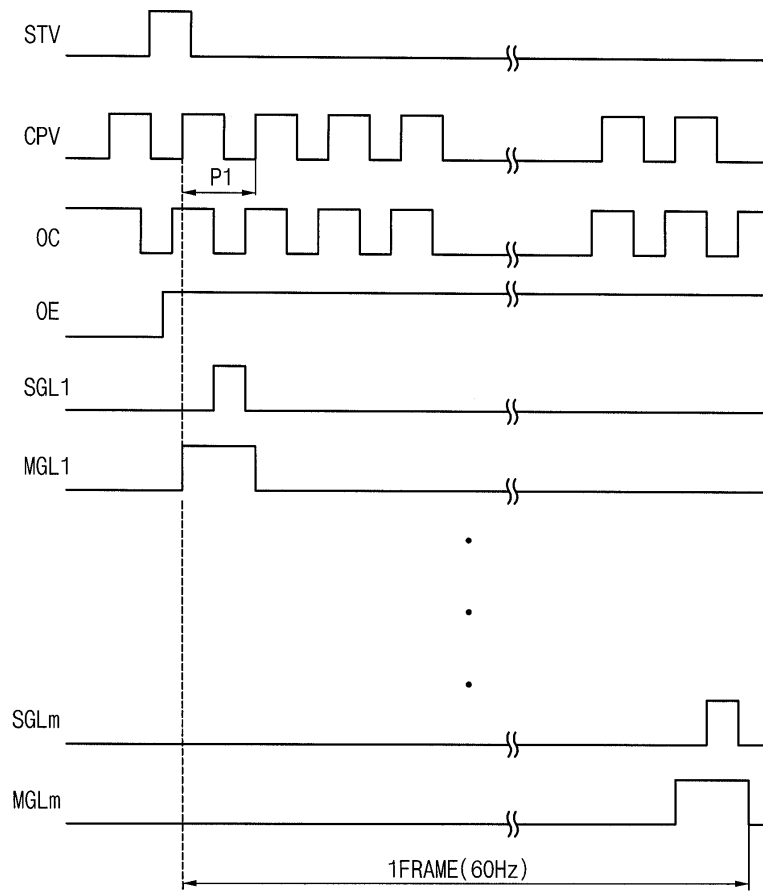 STV
CPV
P1
OC
OE
SGL1
MGL1
SGLm
MGLm
1FRAME(60Hz)